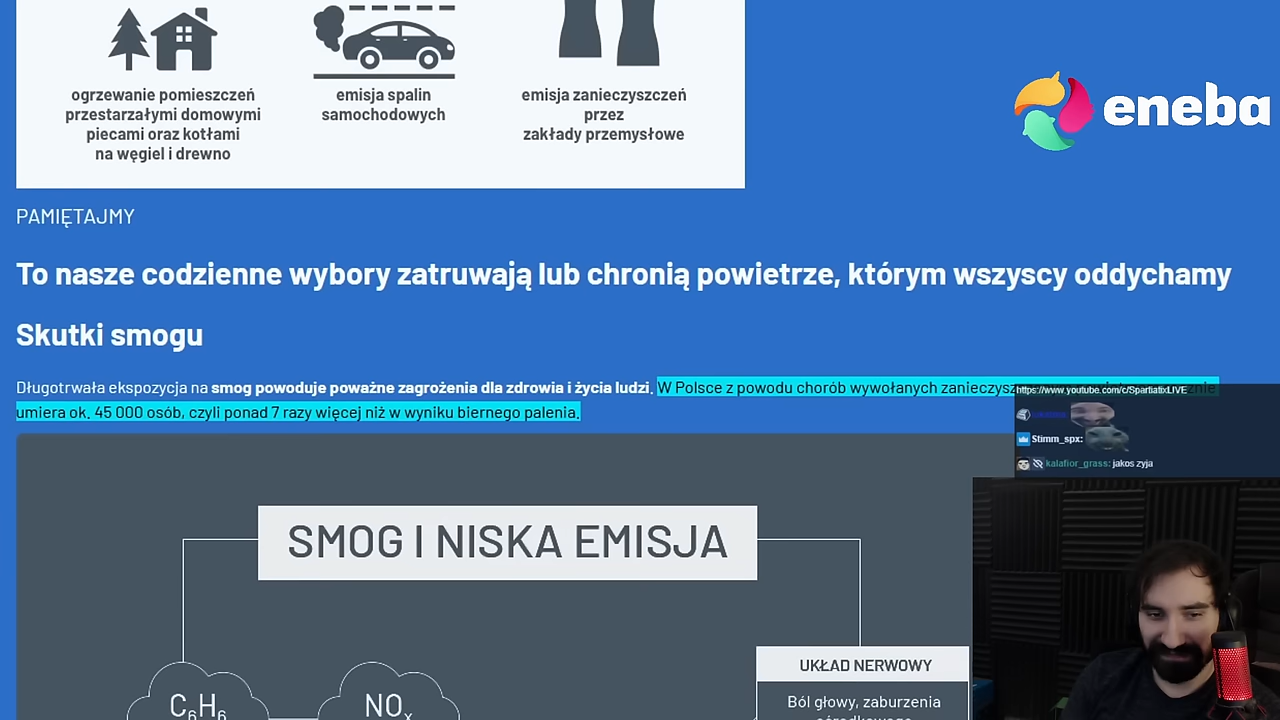 ogrzewanie pomieszczeń
przestarzałymi domowymi
piecami oraz kotłami
na węgiel i drewno
emisja spalin
samochodowych
emisja zanieczyszczeń
przez
zakłady przemysłowe
eneba
PAMIĘTAJMY
To nasze codzienne wybory zatruwają lub chronią powietrze, którym wszyscy oddychamy
Skutki smogu
Długotrwała ekspozycja na smog powoduje poważne zagrożenia dla zdrowia i życia ludzi. W Polsce z powodu chorób wywołanych
umiera ok. 45 000 osób, czyli ponad 7 razy więcej niż w wyniku biernego palenia.
https://www.youtube.com/c/SpartiatixLIVE
Stimm_spx:
kalafior_grass: jakos zyja
SMOG I NISKA EMISJA
UKŁAD NERWOWY
Ból głowy, zaburzenia
C₆H₆
NOₓ